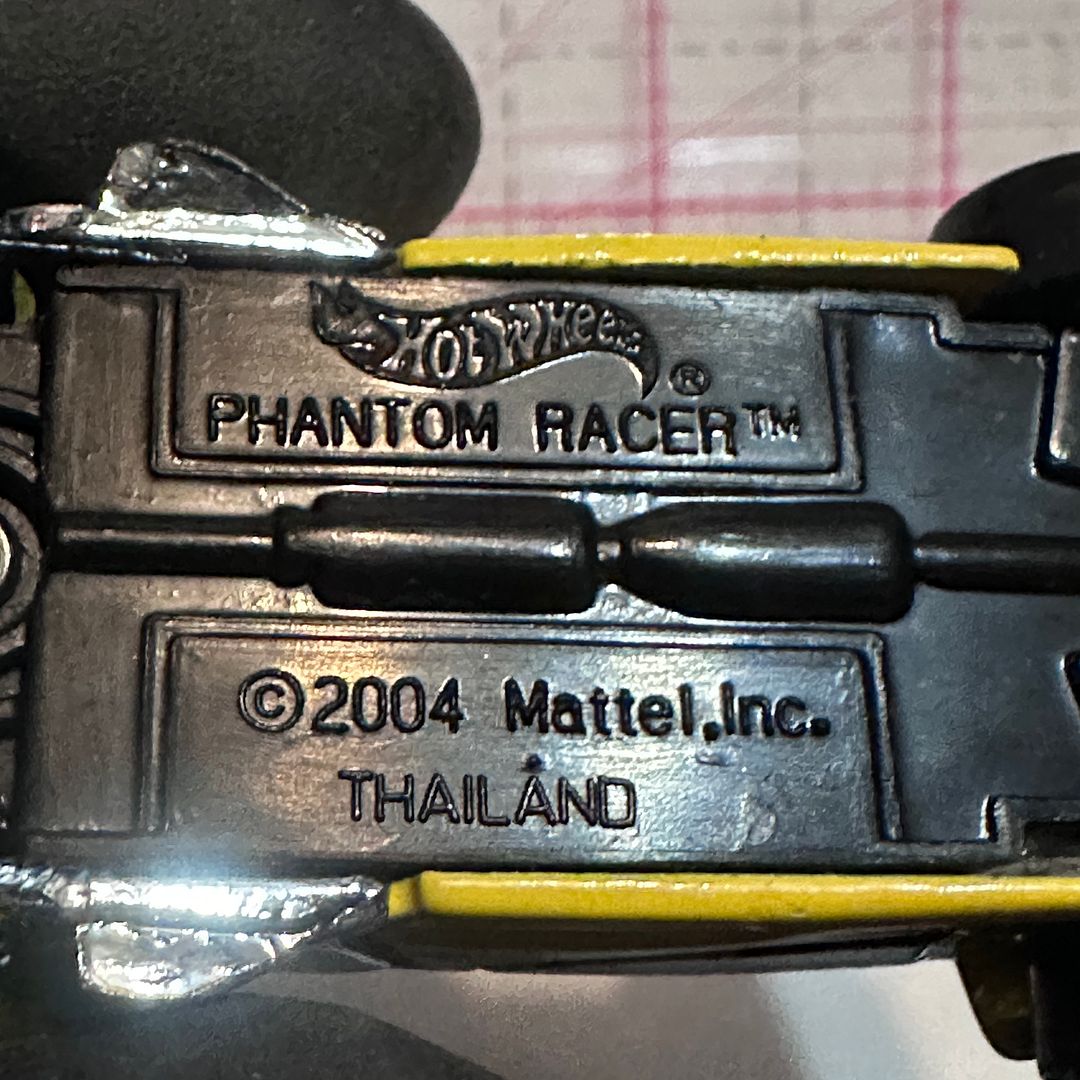 HOT WHEELS ®
PHANTOM RACER™
©2004 Mattel,Inc.
THAILAND